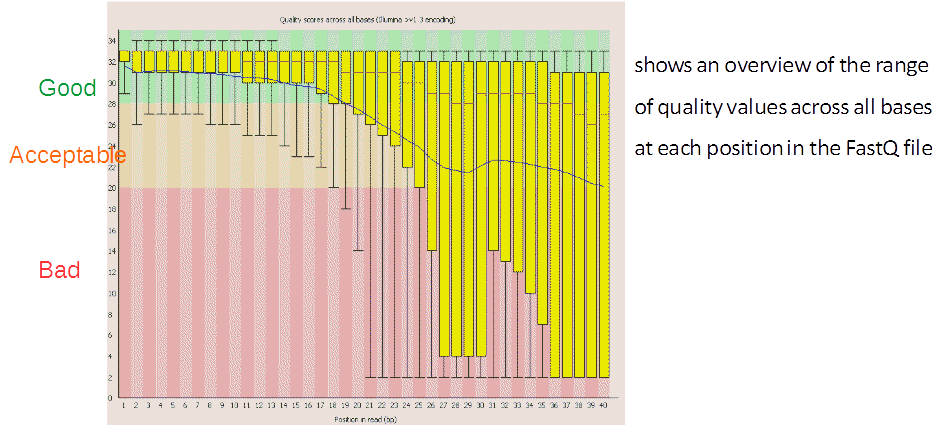 Quality scores across all bases (Illumina >v1.3 encoding)
34
32
30
28
26
24
22
20
18
16
14
12
10
8
6
4
2
0
1 2 3 4 5 6 7 8 9 10 11 12 13 14 15 16 17 18 19 20 21 22 23 24 25 26 27 28 29 30 31 32 33 34 35 36 37 38 39 40
Position in read (bp)
Good
Acceptable
Bad
shows an overview of the range
of quality values across all bases
at each position in the FastQ file